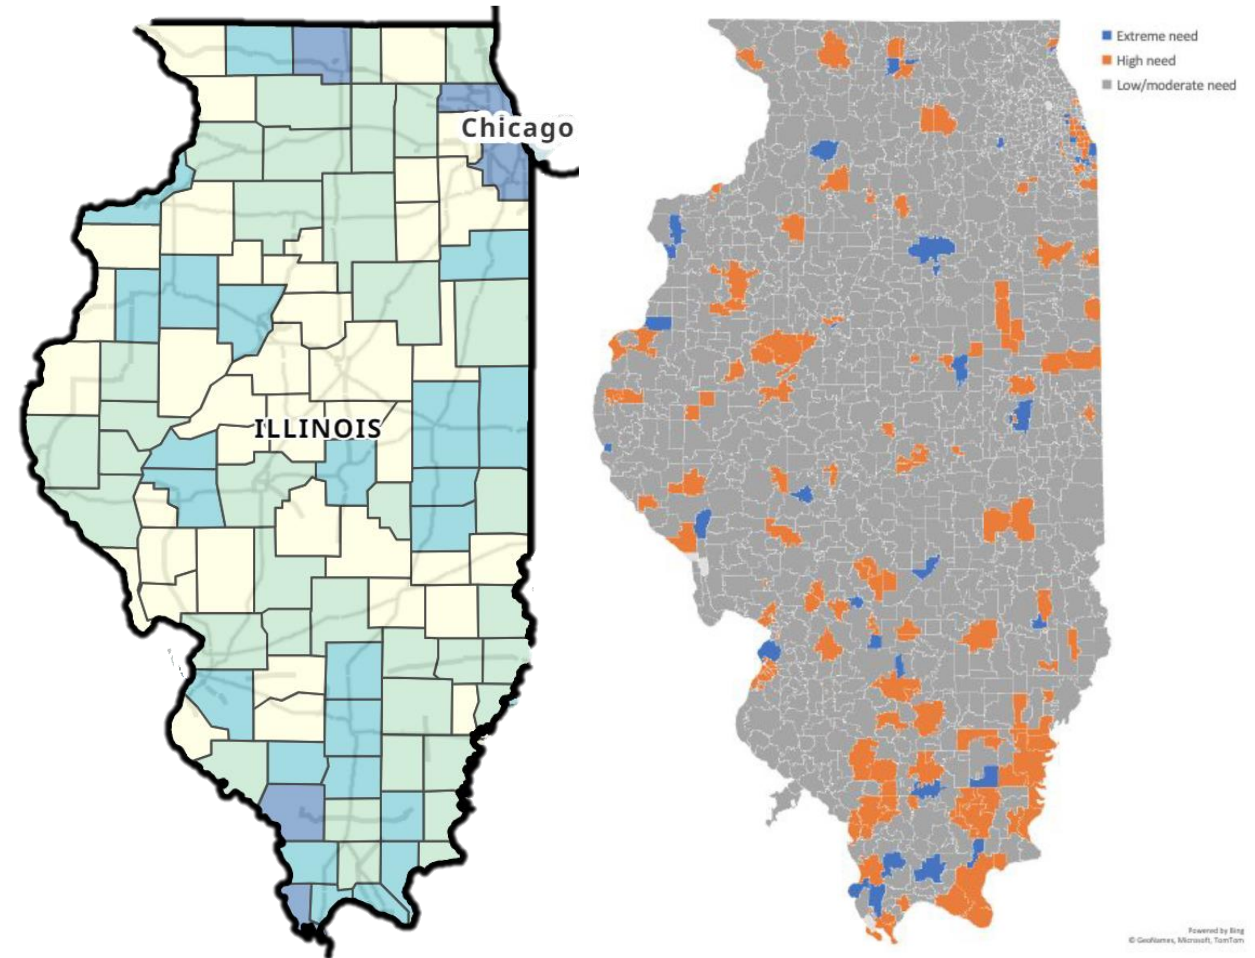 Chicago
ILLINOIS
Extreme need
High need
Low/moderate need
Powered by Bing
© GeoNames, Microsoft, TomTom